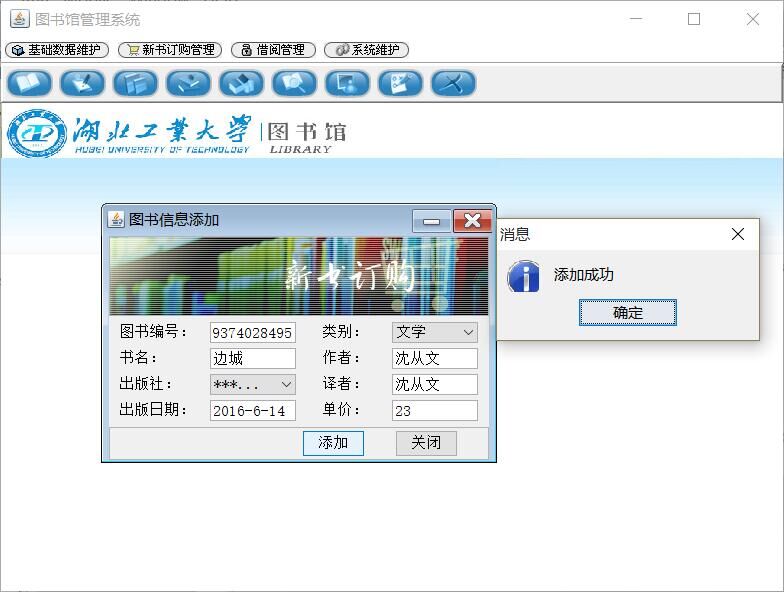 图书馆管理系统
基础数据维护 新书订购管理 借阅管理 系统维护
湖北工业大学 图书馆
HUBEI UNIVERSITY OF TECHNOLOGY LIBRARY
图书信息添加
新书订购
图书编号： 9374028495 类别： 文学
书名： 边城 作者： 沈从文
出版社： ***... 译者： 沈从文
出版日期： 2016-6-14 单价： 23
添加 关闭
消息
添加成功
确定